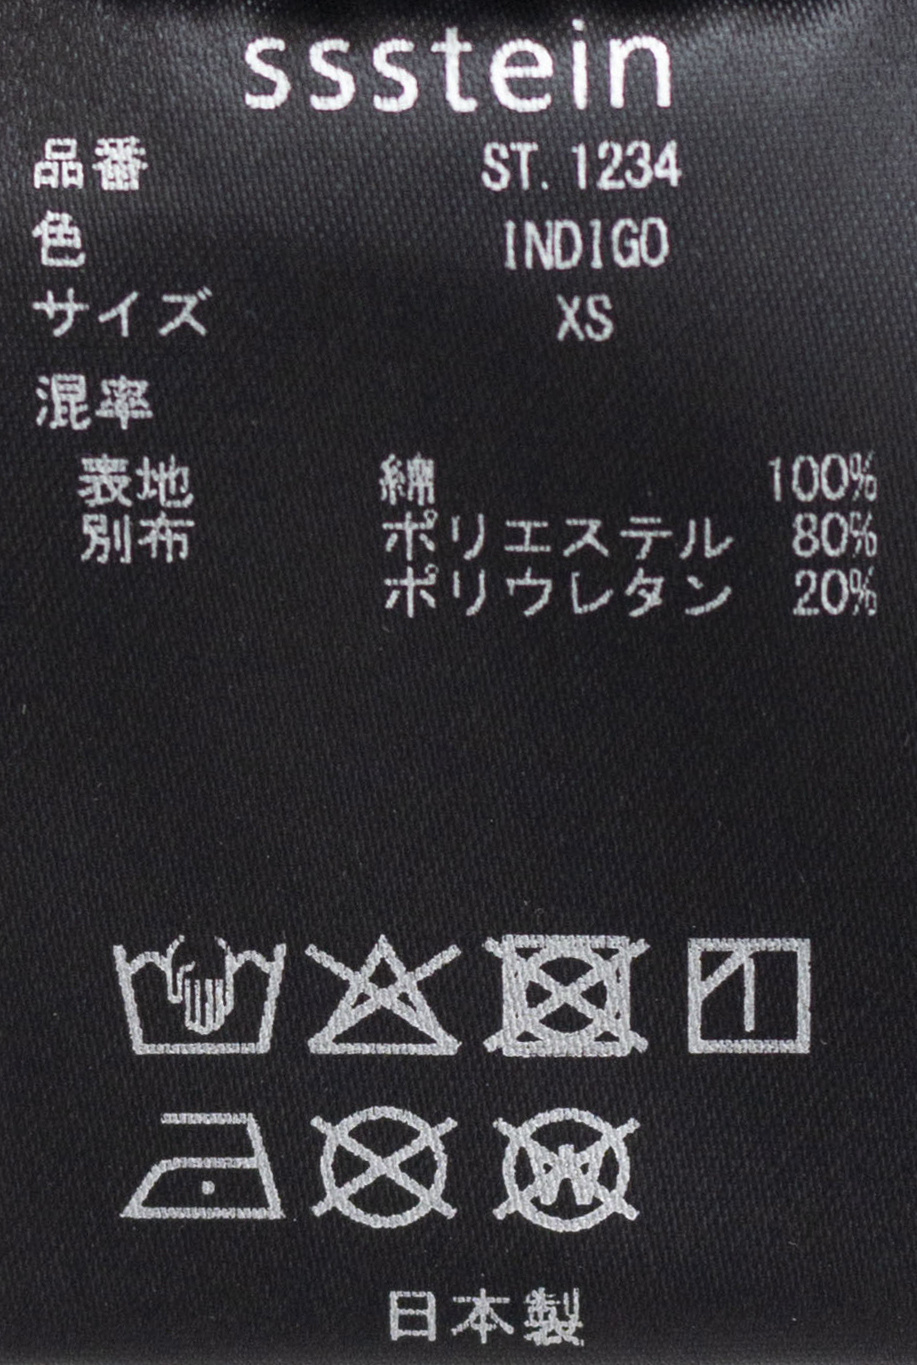 ssstein
品番 ST. 1234
色 INDIGO
サイズ XS
混率
表地 綿 100%
別布 ポリエステル 80%
ポリウレタン 20%
W
日本製